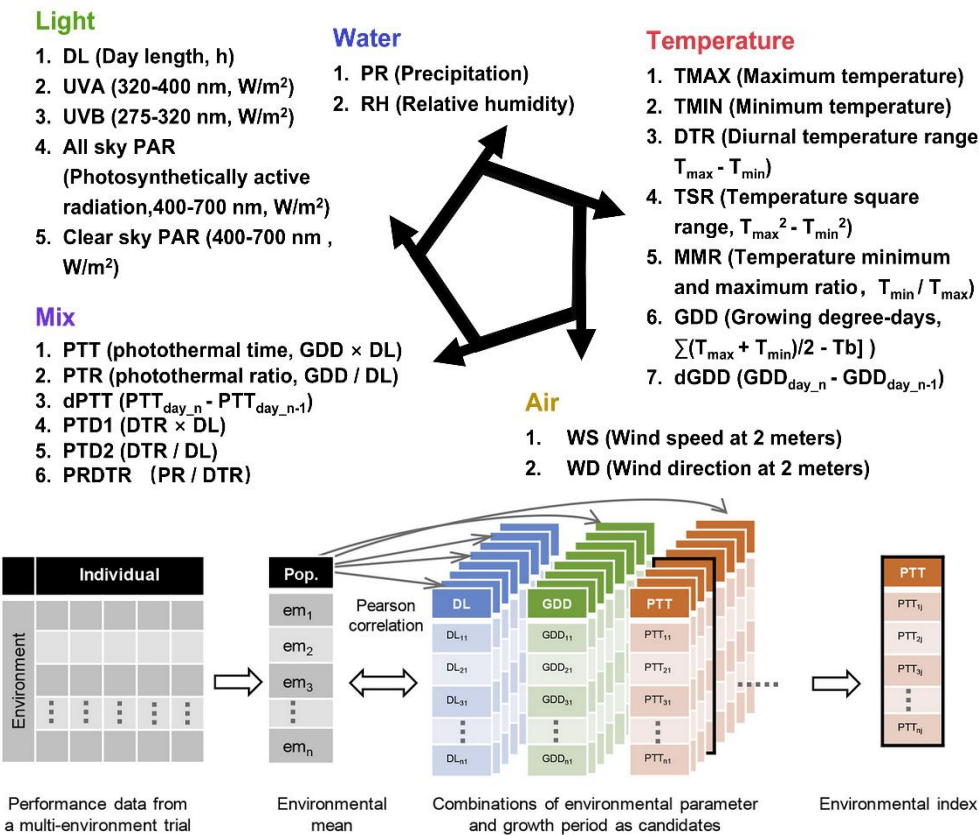 Light
1. DL (Day length, h)
2. UVA (320-400 nm, W/m²)
3. UVB (275-320 nm, W/m²)
4. All sky PAR
(Photosynthetically active
radiation,400-700 nm, W/m²)
5. Clear sky PAR (400-700 nm ,
W/m²)
Water
1. PR (Precipitation)
2. RH (Relative humidity)
Temperature
1. TMAX (Maximum temperature)
2. TMIN (Minimum temperature)
3. DTR (Diurnal temperature range
Tmax - Tmin)
4. TSR (Temperature square
range, Tmax² - Tmin²)
5. MMR (Temperature minimum
and maximum ratio, Tmin / Tmax)
6. GDD (Growing degree-days,
∑(Tmax + Tmin)/2 - Tb] )
7. dGDD (GDDday_n - GDDday_n-1)
Mix
1. PTT (photothermal time, GDD × DL)
2. PTR (photothermal ratio, GDD / DL)
3. dPTT (PTTday_n - PTTday_n-1)
4. PTD1 (DTR × DL)
5. PTD2 (DTR / DL)
6. PRDTR (PR / DTR)
Air
1. WS (Wind speed at 2 meters)
2. WD (Wind direction at 2 meters)
Individual
Environment
Pop.
em1
em2
em3
emn
Pearson
correlation
DL
DL11
DL21
DL31
DLn1
GDD
GDD11
GDD21
GDD31
GDDn1
PTT
PTT11
PTT21
PTT31
PTTn1
PTT
PTT1j
PTT2j
PTT3j
PTTnj
Performance data from
a multi-environment trial
Environmental
mean
Combinations of environmental parameter
and growth period as candidates
Environmental index